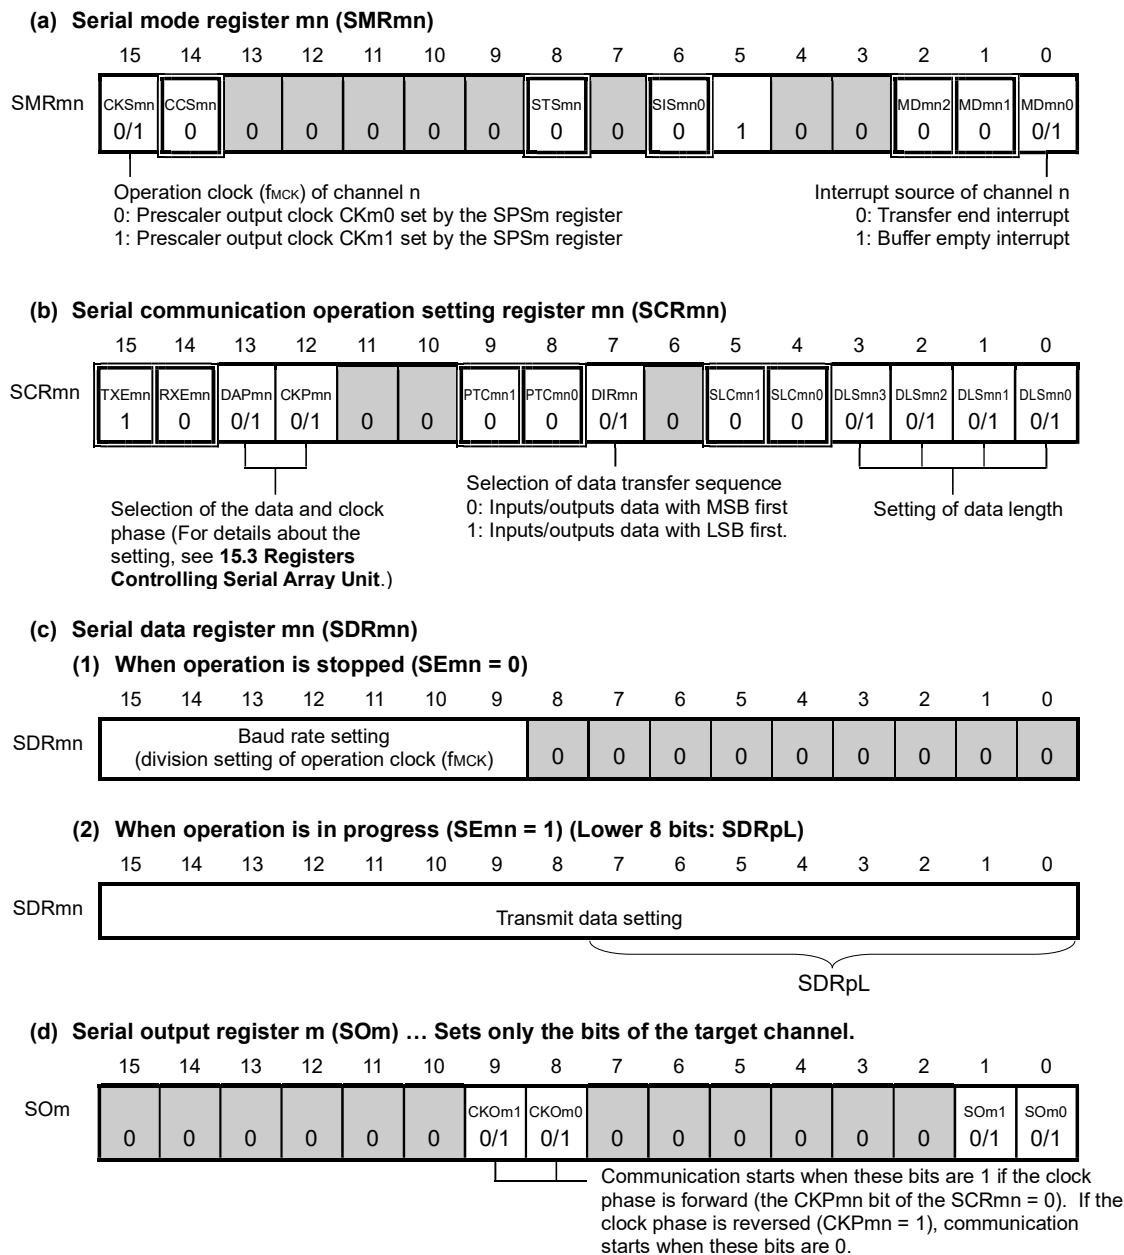 (a) Serial mode register mn (SMRmn)
15 14 13 12 11 10 9 8 7 6 5 4 3 2 1 0
SMRmn CKSmn CCSmn STSmn SISmn0 MDmn2 MDmn1 MDmn0
0/1 0 0 0 0 0 0 0 0 0 1 0 0 0 0 0/1
Operation clock (fMCK) of channel n
0: Prescaler output clock CKm0 set by the SPSm register
1: Prescaler output clock CKm1 set by the SPSm register
Interrupt source of channel n
0: Transfer end interrupt
1: Buffer empty interrupt
(b) Serial communication operation setting register mn (SCRmn)
15 14 13 12 11 10 9 8 7 6 5 4 3 2 1 0
SCRmn TXEmn RXEmn DAPmn CKPmn PTCmn1 PTCmn0 DIRmn SLCmn1 SLCmn0 DLSmn3 DLSmn2 DLSmn1 DLSmn0
1 0 0/1 0/1 0 0 0 0 0/1 0 0 0 0/1 0/1 0/1 0/1
Selection of the data and clock
phase (For details about the
setting, see 15.3 Registers
Controlling Serial Array Unit.)
Selection of data transfer sequence
0: Inputs/outputs data with MSB first
1: Inputs/outputs data with LSB first.
Setting of data length
(c) Serial data register mn (SDRmn)
(1) When operation is stopped (SEmn = 0)
15 14 13 12 11 10 9 8 7 6 5 4 3 2 1 0
SDRmn
Baud rate setting
(division setting of operation clock (fMCK)
0 0 0 0 0 0 0 0 0
(2) When operation is in progress (SEmn = 1) (Lower 8 bits: SDRpL)
15 14 13 12 11 10 9 8 7 6 5 4 3 2 1 0
SDRmn
Transmit data setting
SDRpL
(d) Serial output register m (SOm) … Sets only the bits of the target channel.
15 14 13 12 11 10 9 8 7 6 5 4 3 2 1 0
SOm CKOm1 CKOm0 SOm1 SOm0
0 0 0 0 0 0 0/1 0/1 0 0 0 0 0 0 0/1 0/1
Communication starts when these bits are 1 if the clock
phase is forward (the CKPmn bit of the SCRmn = 0). If the
clock phase is reversed (CKPmn = 1), communication
starts when these bits are 0.